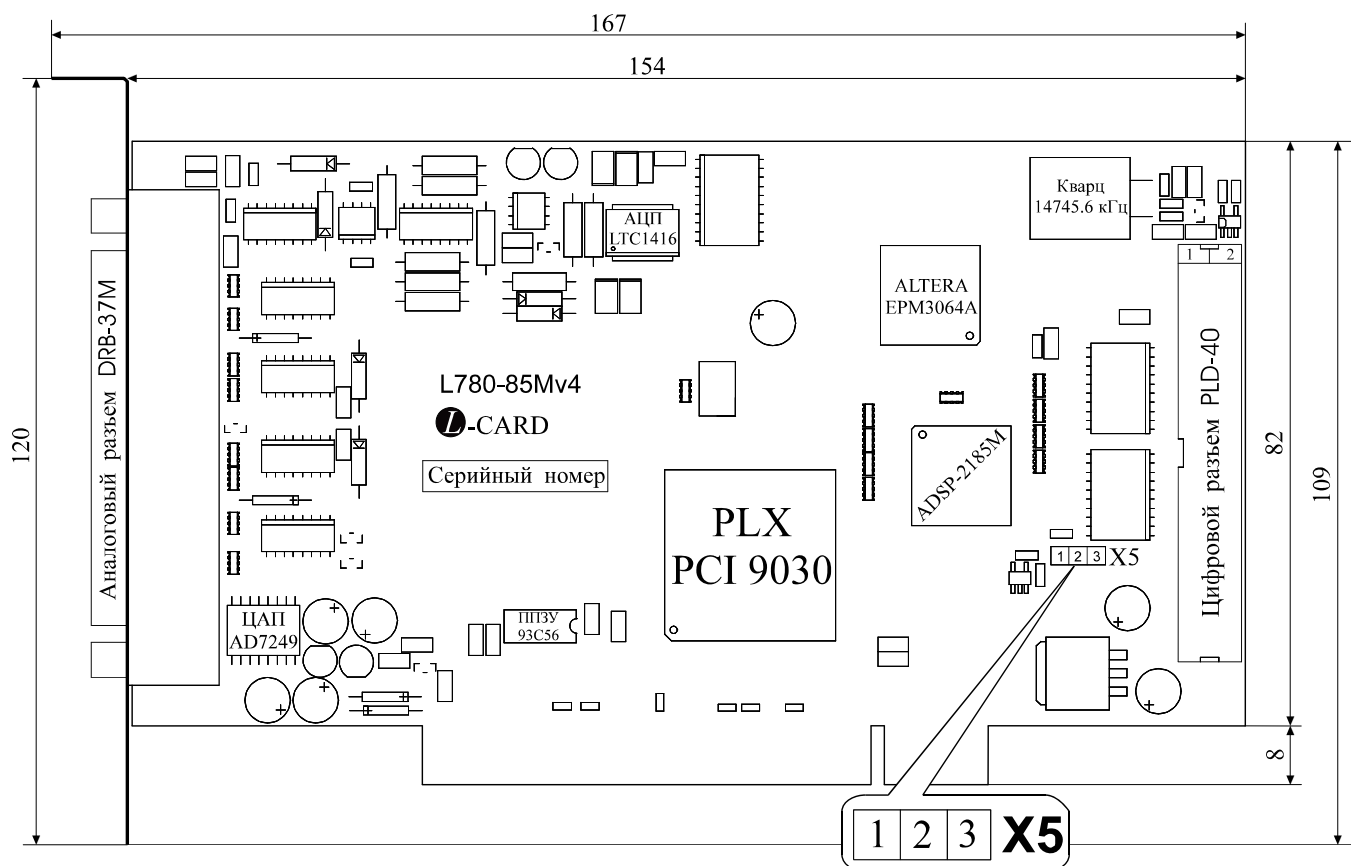 167
154
Кварц
14745.6 кГц
АЦП
LTC1416
1 2
ALTERA
EPM3064A
Аналоговый разъем DRB-37M
Цифровой разъем PLD-40
120
82
109
8
L780-85Mv4
L-CARD
Серийный номер
ADSP-2185M
PLX
PCI 9030
1 2 3 X5
ЦАП
AD7249
ППЗУ
93C56
1 2 3 X5